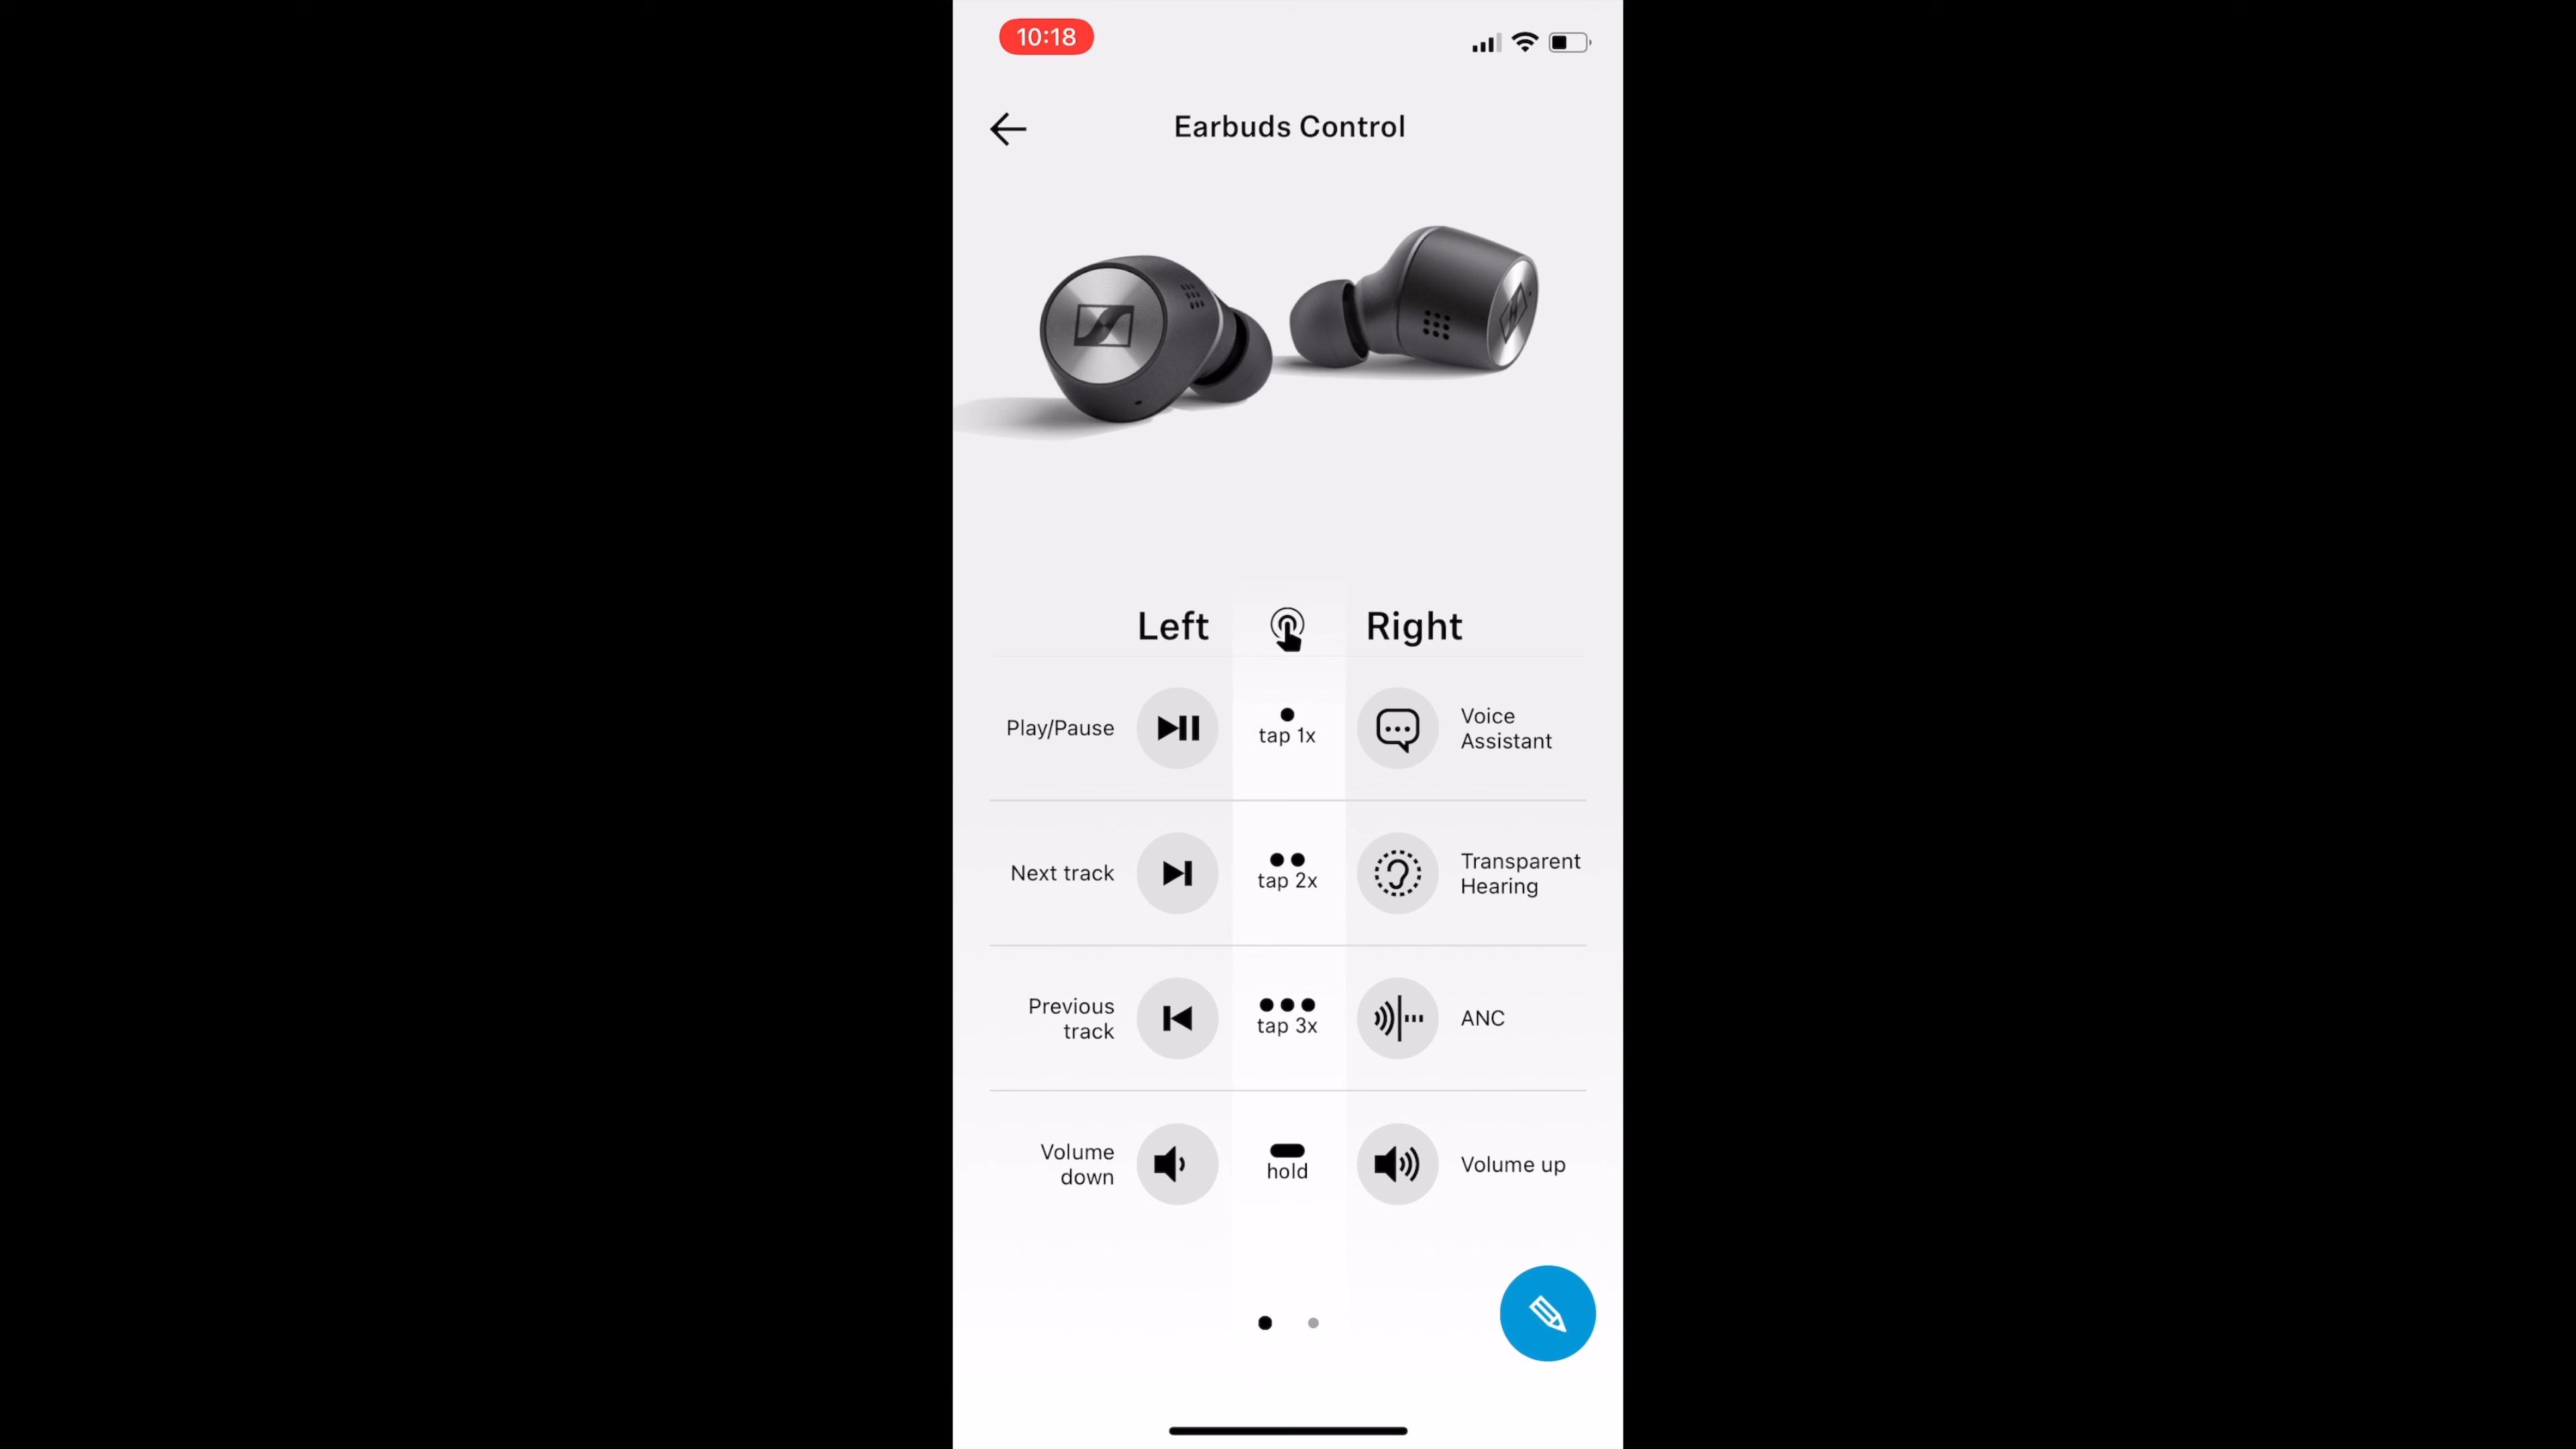 10:18
Earbuds Control
Left
Right
Play/Pause
tap 1x
Voice
Assistant
Next track
tap 2x
Transparent
Hearing
Previous
track
tap 3x
ANC
Volume
down
hold
Volume up